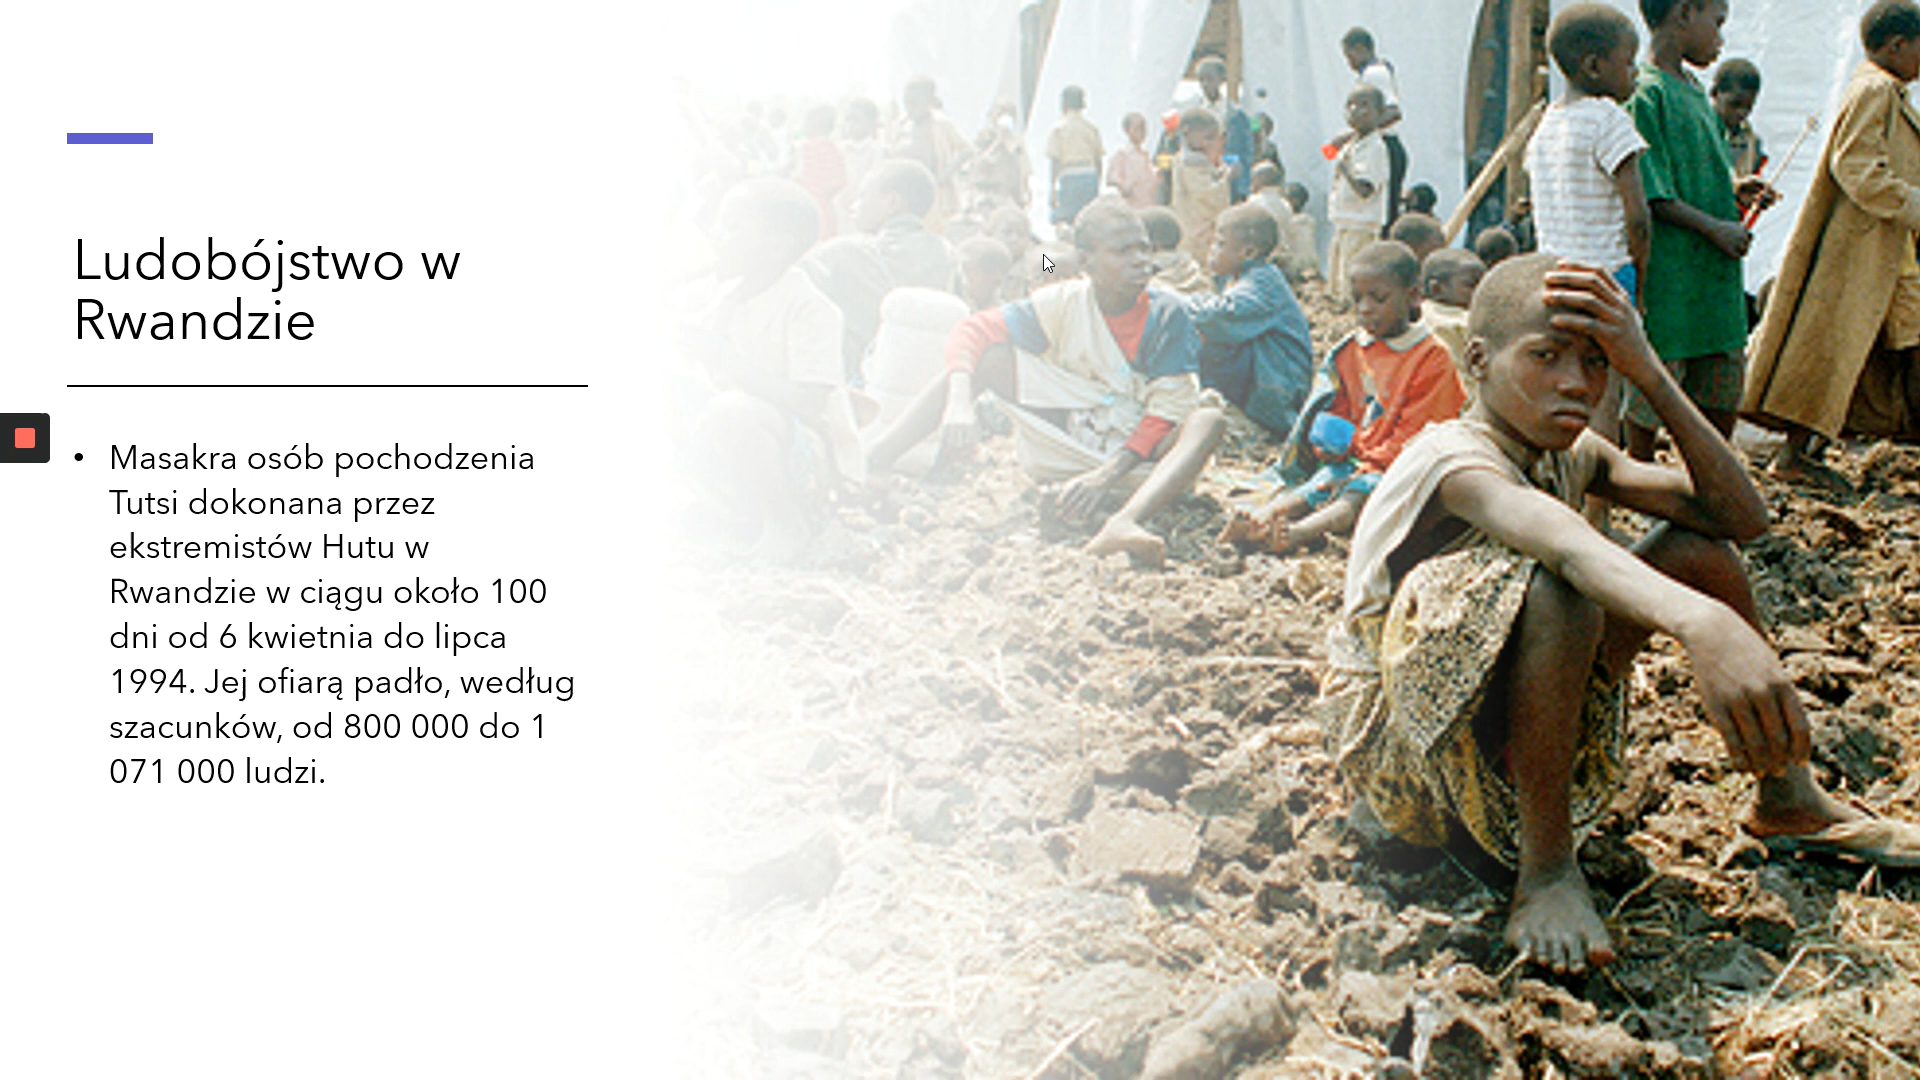 Ludobójstwo w
Rwandzie
• Masakra osób pochodzenia
Tutsi dokonana przez
ekstremistów Hutu w
Rwandzie w ciągu około 100
dni od 6 kwietnia do lipca
1994. Jej ofiarą padło, według
szacunków, od 800 000 do 1
071 000 ludzi.